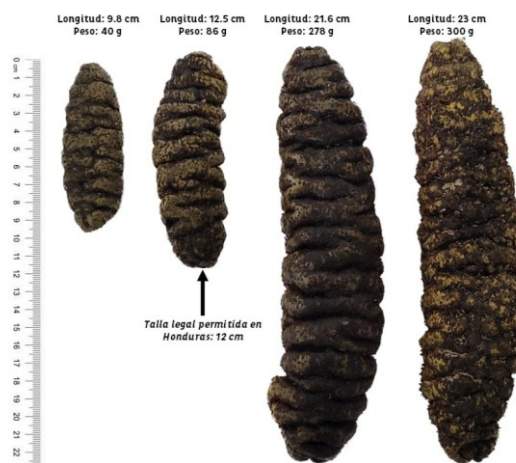 Longitud: 9.8 cm
Peso: 40 g
Longitud: 12.5 cm
Peso: 86 g
Longitud: 21.6 cm
Peso: 278 g
Longitud: 23 cm
Peso: 300 g
0 cm 1
2
3
4
5
6
7
8
9
10
11
12
13
14
15
16
17
18
19
20
21
22
Talla legal permitida en
Honduras: 12 cm